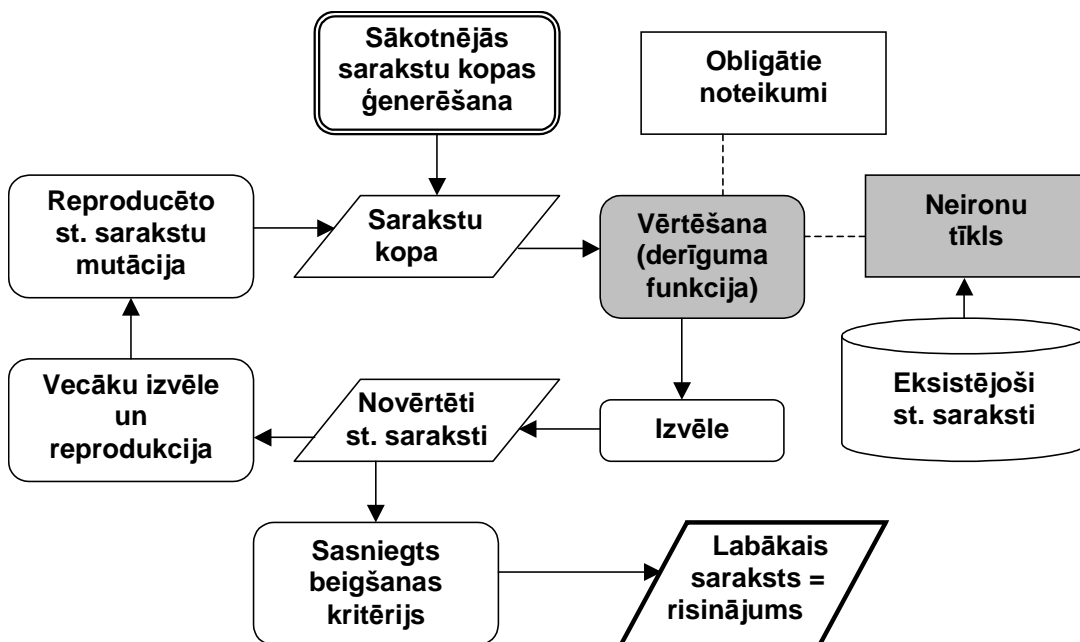 Sākotnējās
sarakstu kopas
ģenerēšana
Obligātie
noteikumi
Reproducēto
st. sarakstu
mutācija
Sarakstu
kopa
Vērtēšana
(derīguma
funkcija)
Neironu
tīkls
Vecāku izvēle
un
reprodukcija
Novērtēti
st. saraksti
Izvēle
Eksistējoši
st. saraksti
Sasniegts
beigšanas
kritērijs
Labākais
saraksts =
risinājums